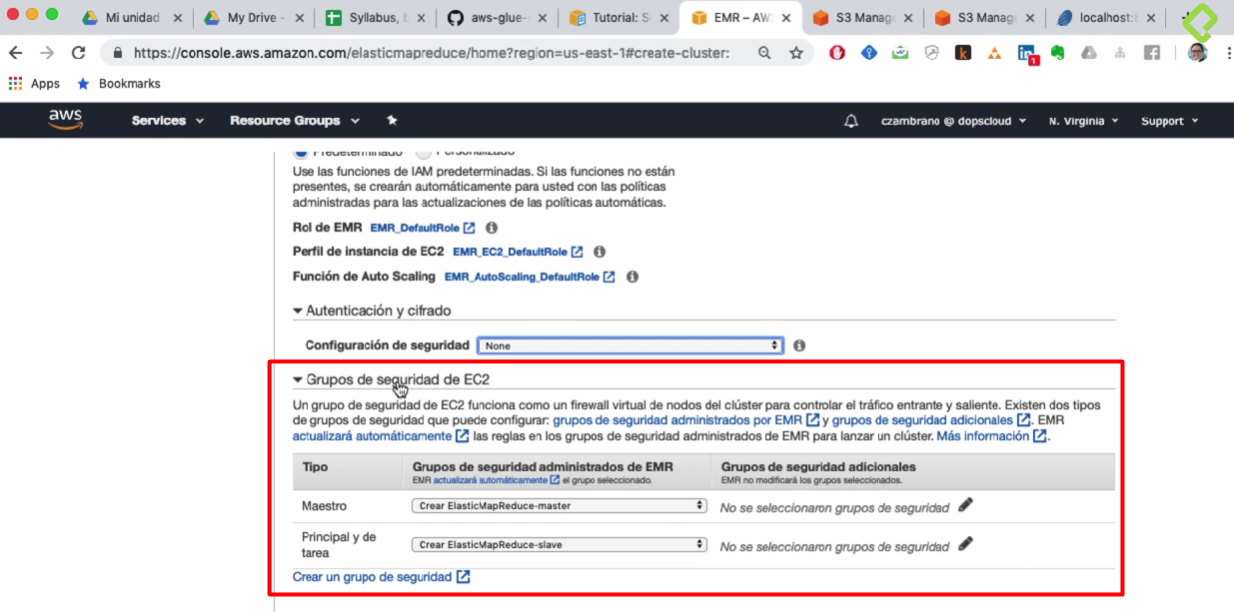 Mi unidad
My Drive -
Syllabus, b
aws-glue-
Tutorial: S
EMR – AWS
S3 Manag
S3 Manag
localhost:8
https://console.aws.amazon.com/elasticmapreduce/home?region=us-east-1#create-cluster:
1
Apps
Bookmarks
aws
Services
Resource Groups
czambrano @ dopscloud
N. Virginia
Support
Predeterminado
Personalizado
Use las funciones de IAM predeterminadas. Si las funciones no están
presentes, se crearán automáticamente para usted con las políticas
administradas para las actualizaciones de las políticas automáticas.
Rol de EMR EMR_DefaultRole
Perfil de instancia de EC2 EMR_EC2_DefaultRole
Función de Auto Scaling EMR_AutoScaling_DefaultRole
Autenticación y cifrado
Configuración de seguridad None
Grupos de seguridad de EC2
Un grupo de seguridad de EC2 funciona como un firewall virtual de nodos del clúster para controlar el tráfico entrante y saliente. Existen dos tipos
de grupos de seguridad que puede configurar: grupos de seguridad administrados por EMR y grupos de seguridad adicionales. EMR
actualizará automáticamente las reglas en los grupos de seguridad administrados de EMR para lanzar un clúster. Más información.
Tipo
Grupos de seguridad administrados de EMR
EMR actualizará automáticamente el grupo seleccionado.
Grupos de seguridad adicionales
EMR no modificará los grupos seleccionados.
Maestro
Crear ElasticMapReduce-master
No se seleccionaron grupos de seguridad
Principal y de
tarea
Crear ElasticMapReduce-slave
No se seleccionaron grupos de seguridad
Crear un grupo de seguridad